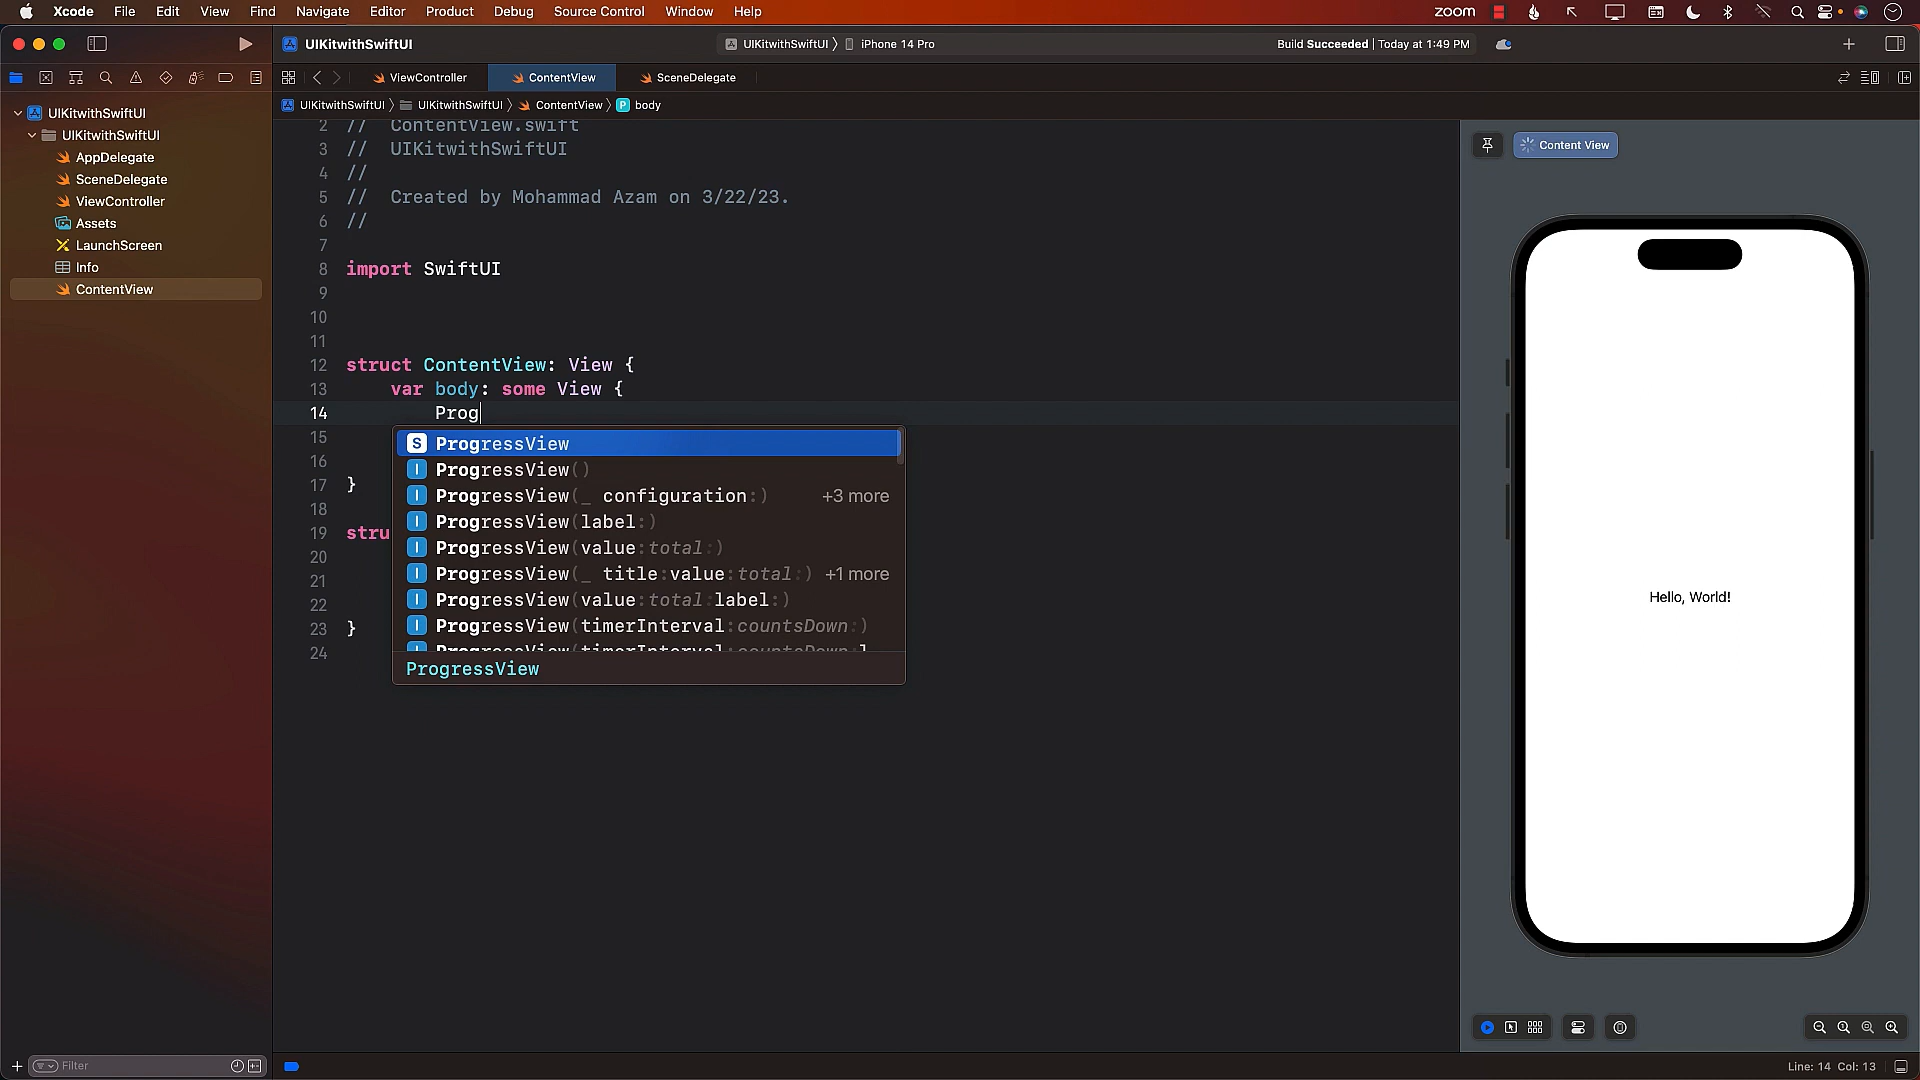 Xcode File Edit View Find Navigate Editor Product Debug Source Control Window Help
zoom
UIKitwithSwiftUI
UIKitwithSwiftUI 〉 iPhone 14 Pro
Build Succeeded | Today at 1:49 PM
ViewController
ContentView
SceneDelegate
UIKitwithSwiftUI 〉 UIKitwithSwiftUI 〉 ContentView 〉 P body
UIKitwithSwiftUI
UIKitwithSwiftUI
AppDelegate
SceneDelegate
ViewController
Assets
LaunchScreen
Info
ContentView
2 // ContentView.swift
3 // UIKitwithSwiftUI
4 //
5 // Created by Mohammad Azam on 3/22/23.
6 //
7
8 import SwiftUI
9
10
11
12 struct ContentView: View {
13 var body: some View {
14 Prog
15
16
17 }
18
19 stru
20
21
22
23 }
24
S ProgressView
I ProgressView()
I ProgressView(_ configuration:) +3 more
I ProgressView(label:)
I ProgressView(value:total:)
I ProgressView(_ title:value:total:) +1 more
I ProgressView(value:total:label:)
I ProgressView(timerInterval:countsDown:)
ProgressView
Content View
Hello, World!
Filter
Line: 14 Col: 13